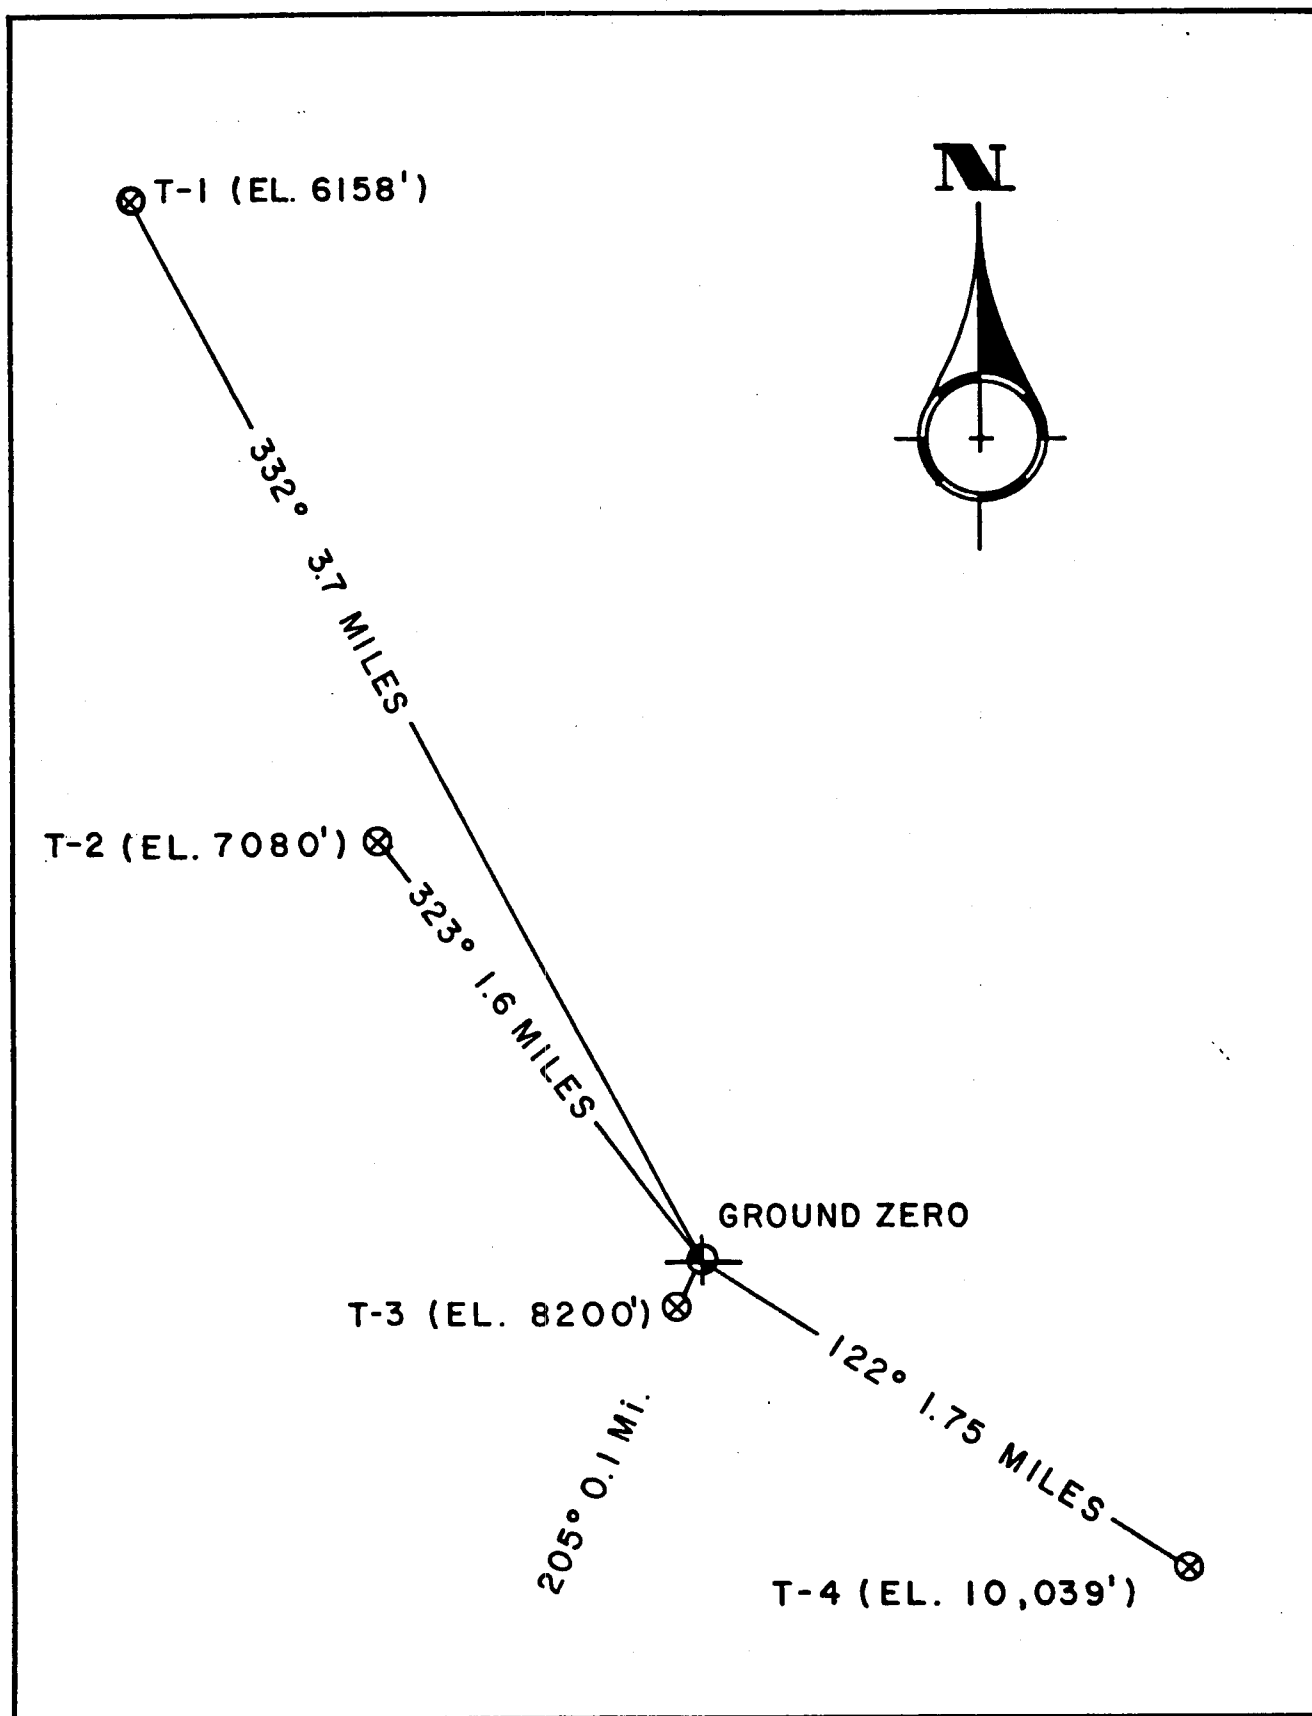 N
T-1 (EL. 6158')
332° 3.7 MILES
T-2 (EL. 7080')
323° 1.6 MILES
GROUND ZERO
T-3 (EL. 8200')
122° 1.75 MILES
205° 0.1 Mi.
T-4 (EL. 10,039')